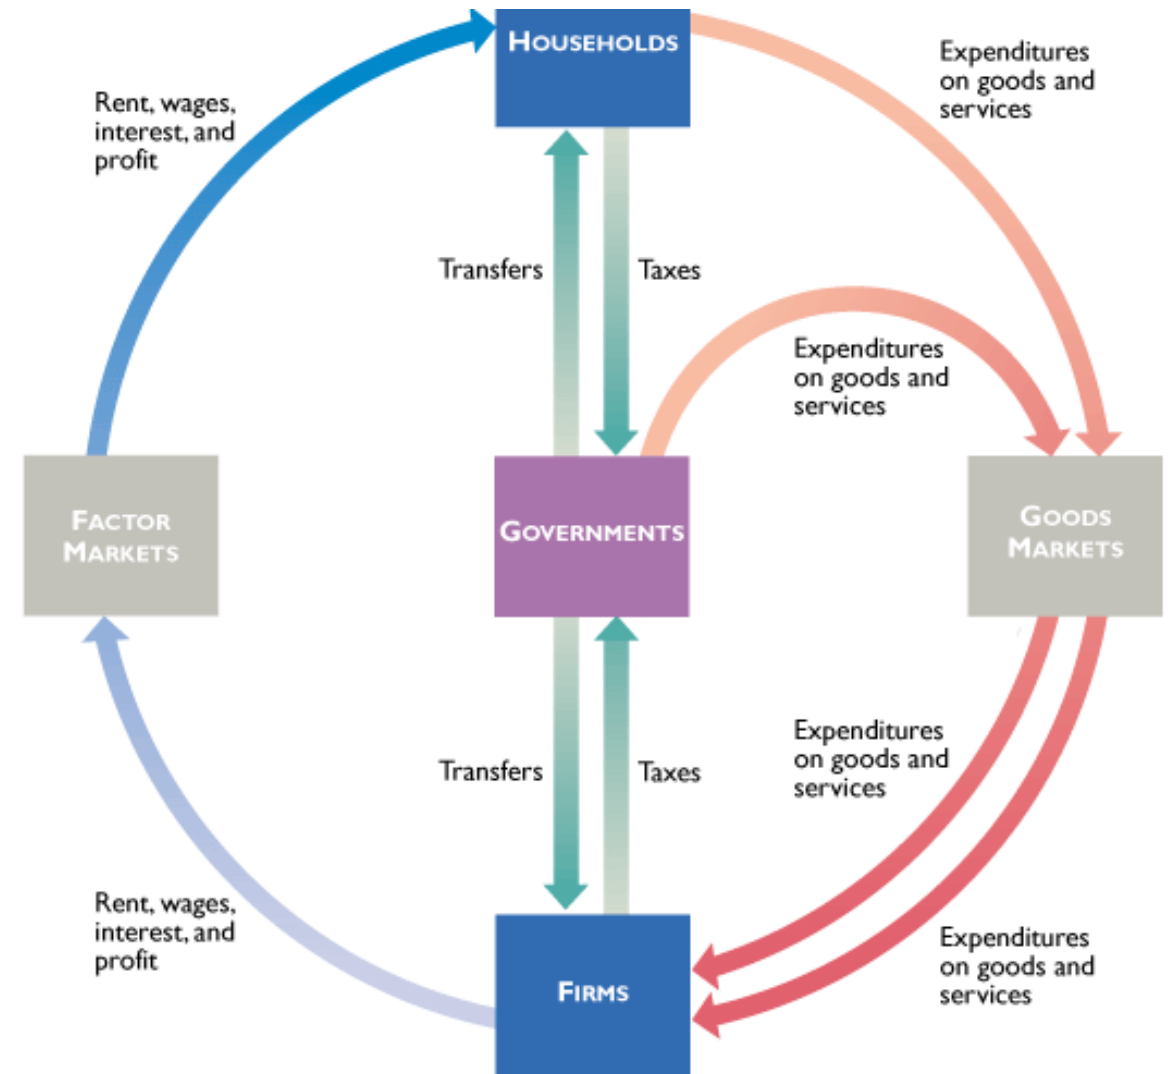 HOUSEHOLDS
Expenditures
on goods and
services
Rent, wages,
interest, and
profit
Transfers
Taxes
Expenditures
on goods and
services
FACTOR
MARKETS
GOVERNMENTS
GOODS
MARKETS
Expenditures
on goods and
services
Transfers
Taxes
Rent, wages,
interest, and
profit
Expenditures
on goods and
services
FIRMS